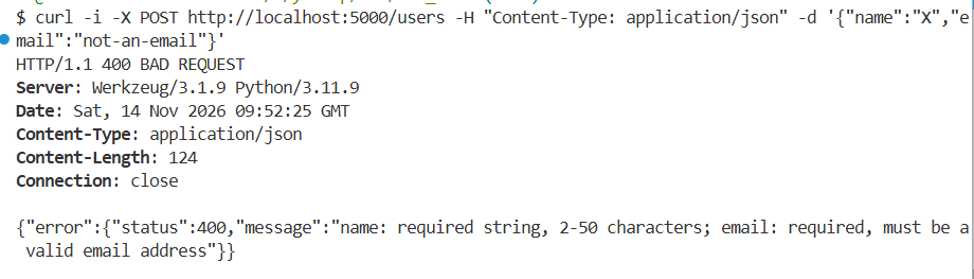 $ curl -i -X POST http://localhost:5000/users -H "Content-Type: application/json" -d '{"name":"X","e
mail":"not-an-email"}'
HTTP/1.1 400 BAD REQUEST
Server: Werkzeug/3.1.9 Python/3.11.9
Date: Sat, 14 Nov 2026 09:52:25 GMT
Content-Type: application/json
Content-Length: 124
Connection: close

{"error":{"status":400,"message":"name: required string, 2-50 characters; email: required, must be a
 valid email address"}}